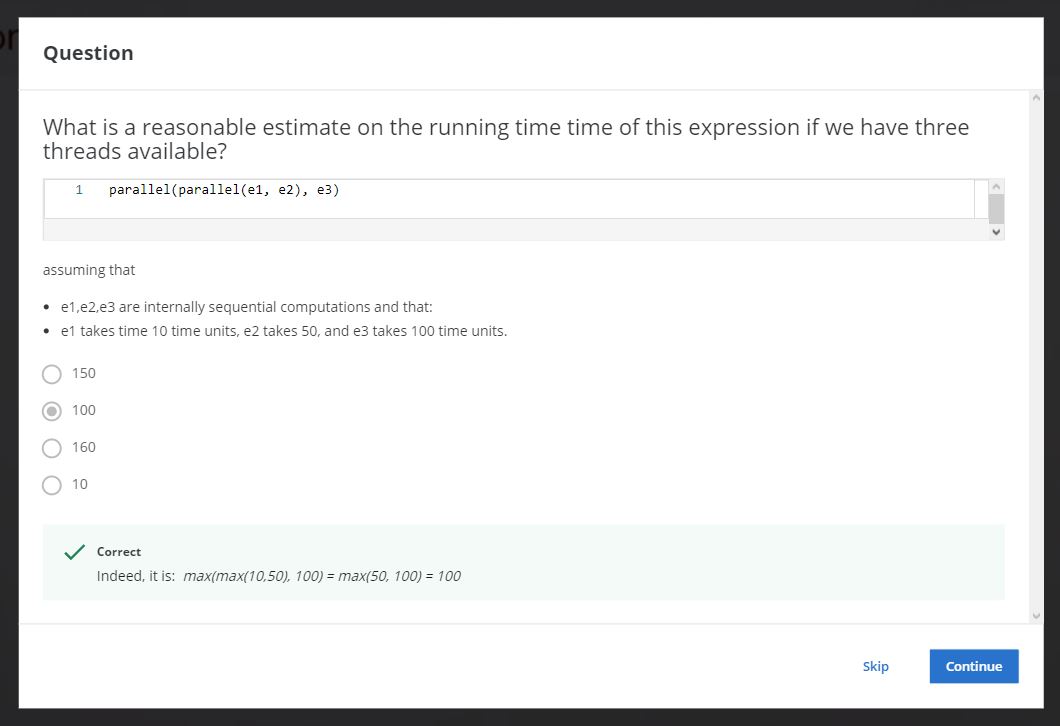 Question
What is a reasonable estimate on the running time time of this expression if we have three
threads available?
1 parallel(parallel(e1, e2), e3)
assuming that
• e1,e2,e3 are internally sequential computations and that:
• e1 takes time 10 time units, e2 takes 50, and e3 takes 100 time units.
150
100
160
10
Correct
Indeed, it is: max(max(10,50), 100) = max(50, 100) = 100
Skip
Continue